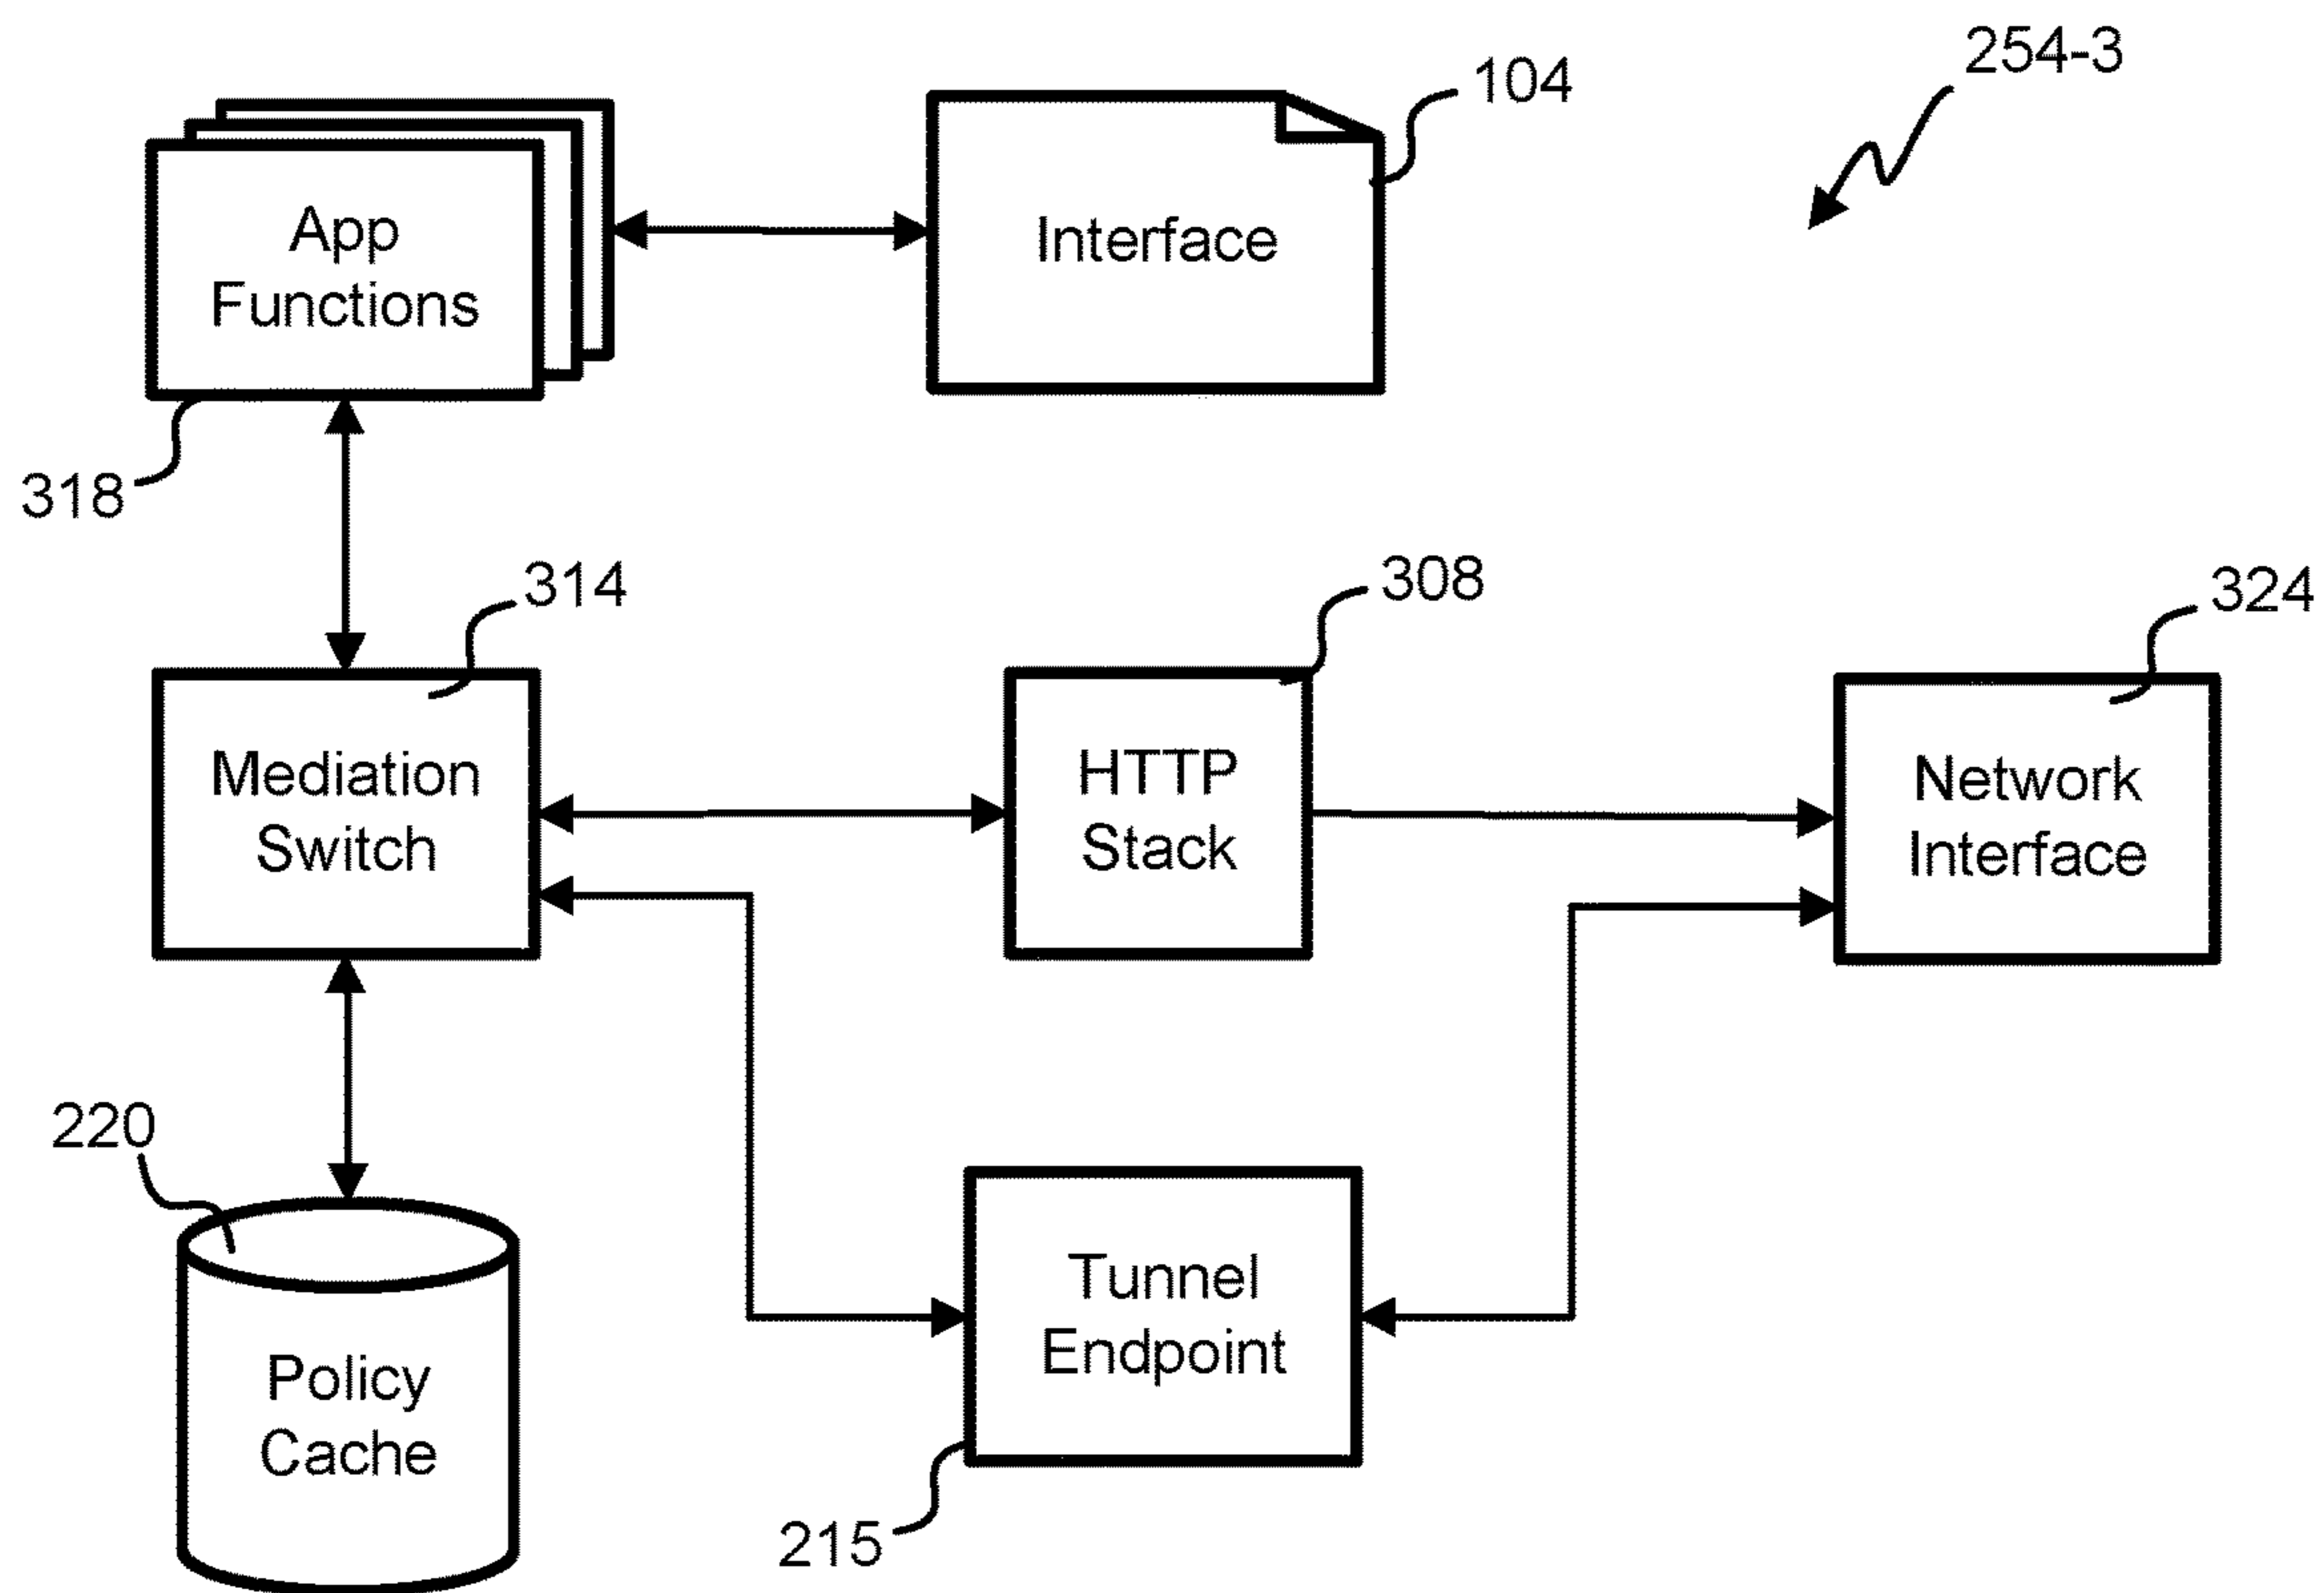 254-3
104
App
Functions
Interface
318
314
308
324
Mediation
Switch
HTTP
Stack
Network
Interface
220
Tunnel
Endpoint
Policy
Cache
215